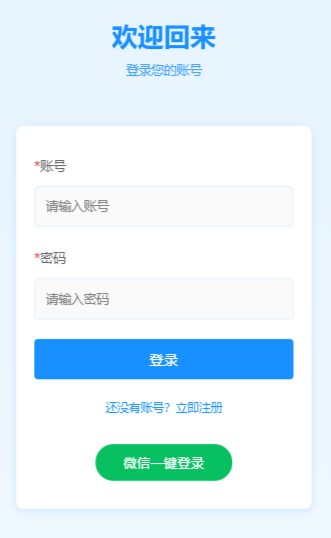 欢迎回来
登录您的账号
*账号
请输入账号
*密码
请输入密码
登录
还没有账号？立即注册
微信一键登录